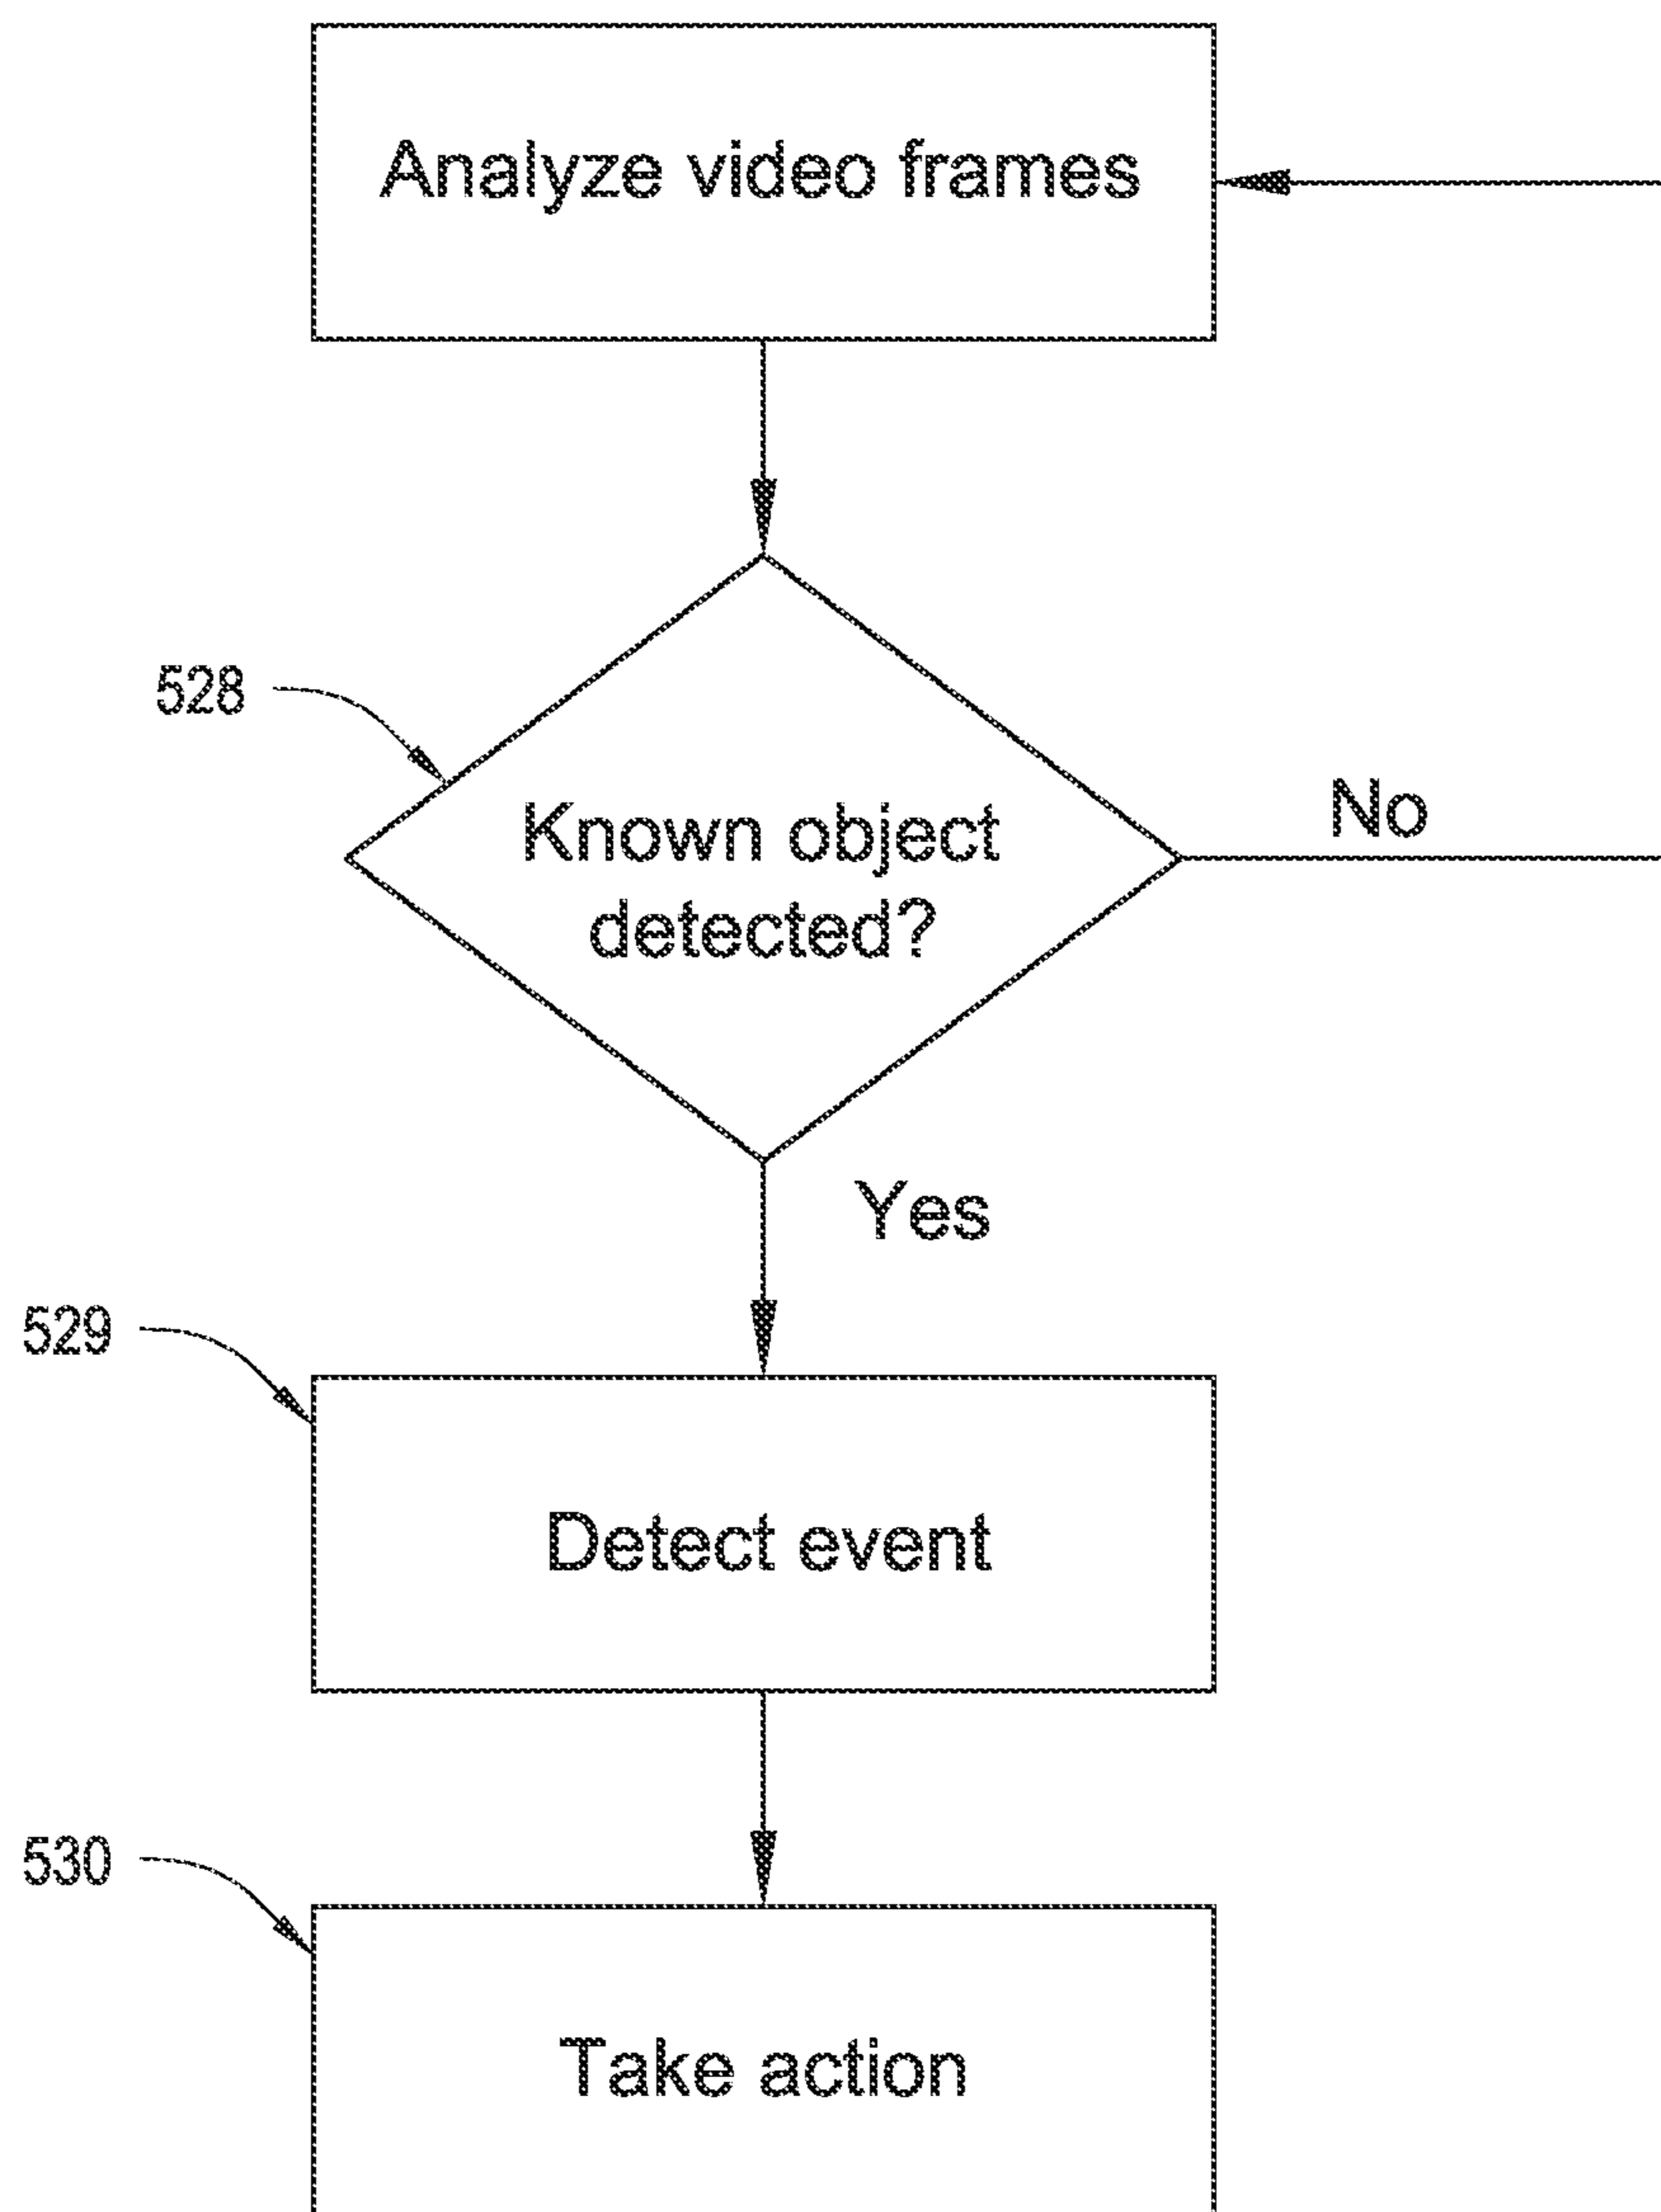 Analyze video frames
528
Known object
detected?
No
Yes
529
Detect event
530
Take action